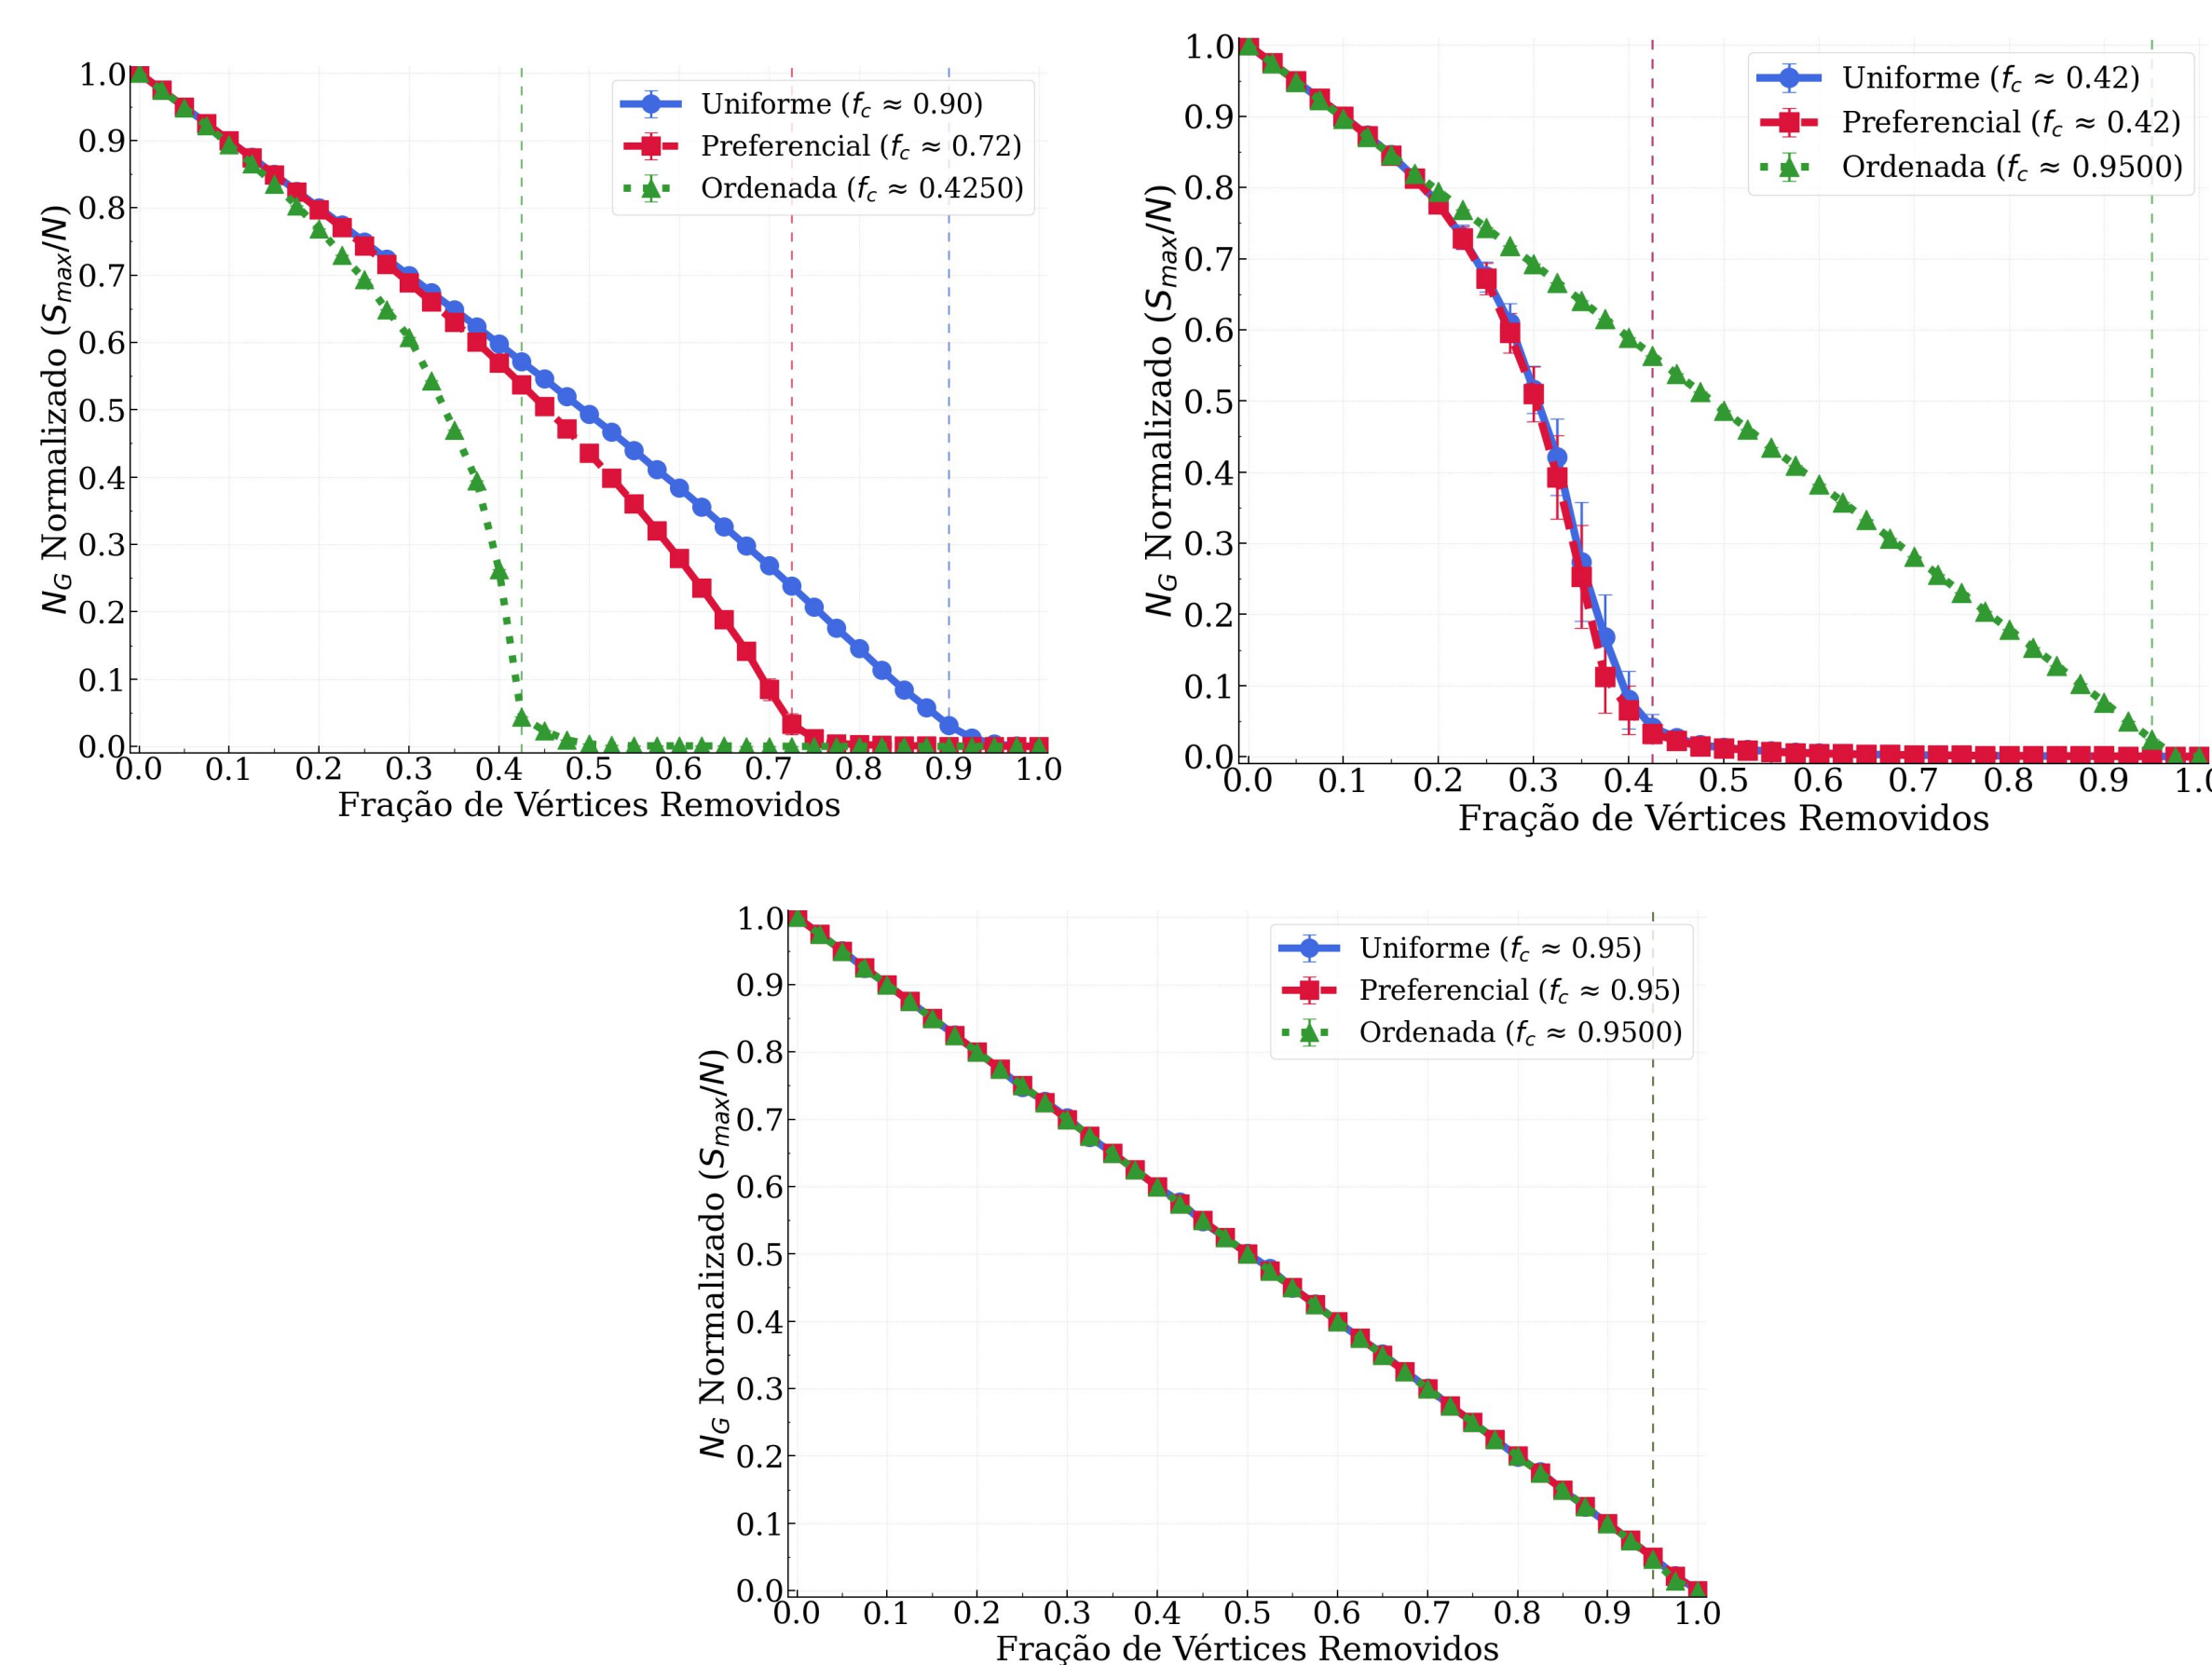 1.0
0.9
0.8
0.7
0.6
0.5
0.4
0.3
0.2
0.1
0.0
N_G Normalizado (S_max/N)
Uniforme (f_c ≈ 0.90)
Preferencial (f_c ≈ 0.72)
Ordenada (f_c ≈ 0.4250)
0.0 0.1 0.2 0.3 0.4 0.5 0.6 0.7 0.8 0.9 1.0
Fração de Vértices Removidos
1.0
0.9
0.8
0.7
0.6
0.5
0.4
0.3
0.2
0.1
0.0
N_G Normalizado (S_max/N)
Uniforme (f_c ≈ 0.42)
Preferencial (f_c ≈ 0.42)
Ordenada (f_c ≈ 0.9500)
0.0 0.1 0.2 0.3 0.4 0.5 0.6 0.7 0.8 0.9 1.0
Fração de Vértices Removidos
1.0
0.9
0.8
0.7
0.6
0.5
0.4
0.3
0.2
0.1
0.0
N_G Normalizado (S_max/N)
Uniforme (f_c ≈ 0.95)
Preferencial (f_c ≈ 0.95)
Ordenada (f_c ≈ 0.9500)
0.0 0.1 0.2 0.3 0.4 0.5 0.6 0.7 0.8 0.9 1.0
Fração de Vértices Removidos